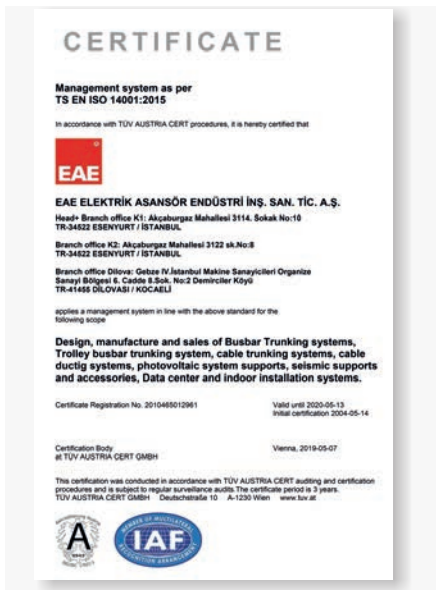 CERTIFICATE
Management system as per
TS EN ISO 14001:2015
In accordance with TÜV AUSTRIA CERT procedures, it is hereby certified that
EAE
EAE ELEKTRİK ASANSÖR ENDÜSTRİ İNŞ. SAN. TİC. A.Ş.
Head+ Branch office K1: Akçaburgaz Mahallesi 3114. Sokak No:10
TR-34522 ESENYURT / İSTANBUL
Branch office K2: Akçaburgaz Mahallesi 3122 sk.No:8
TR-34522 ESENYURT / İSTANBUL
Branch office Dilova: Gebze IV.İstanbul Makine Sanayicileri Organize
Sanayi Bölgesi 6. Cadde 8.Sok. No:2 Demirciler Köyü
TR-41455 DİLOVASI / KOCAELİ
applies a management system in line with the above standard for the
following scope
Design, manufacture and sales of Busbar Trunking systems,
Trolley busbar trunking system, cable trunking systems, cable
ductig systems, photovoltaic system supports, seismic supports
and accessories, Data center and indoor installation systems.
Certificate Registration No. 2010465012961
Valid until 2020-05-13
Initial certification 2004-05-14
Certification Body
at TÜV AUSTRIA CERT GMBH
Vienna, 2019-05-07
This certification was conducted in accordance with TÜV AUSTRIA CERT auditing and certification
procedures and is subject to regular surveillance audits.The certificate period is 3 years.
TÜV AUSTRIA CERT GMBH Deutschstraße 10 A-1230 Wien www.tuv.at
A
MEMBER OF MULTILATERAL
IAF
RECOGNITION ARRANGEMENT